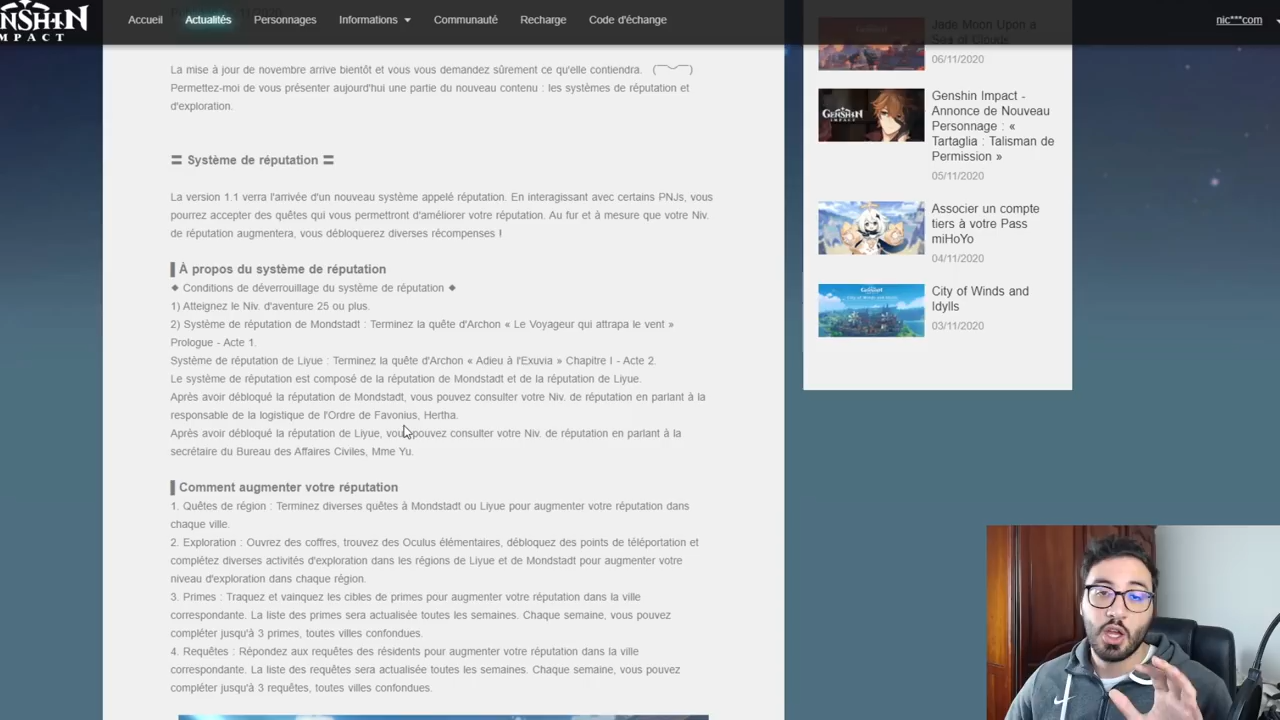 GENSHIN
IMPACT
Accueil Actualités Personnages Informations Communauté Recharge Code d'échange
nic***com
La mise à jour de novembre arrive bientôt et vous vous demandez sûrement ce qu'elle contiendra. (⌒‿⌒)
Permettez-moi de vous présenter aujourd'hui une partie du nouveau contenu : les systèmes de réputation et
d'exploration.
〓 Système de réputation 〓
La version 1.1 verra l'arrivée d'un nouveau système appelé réputation. En interagissant avec certains PNJs, vous
pourrez accepter des quêtes qui vous permettront d'améliorer votre réputation. Au fur et à mesure que votre Niv.
de réputation augmentera, vous débloquerez diverses récompenses !
▌À propos du système de réputation
◆ Conditions de déverrouillage du système de réputation ◆
1) Atteignez le Niv. d'aventure 25 ou plus.
2) Système de réputation de Mondstadt : Terminez la quête d'Archon « Le Voyageur qui attrapa le vent »
Prologue - Acte 1.
Système de réputation de Liyue : Terminez la quête d'Archon « Adieu à l'Exuvia » Chapitre I - Acte 2.
Le système de réputation est composé de la réputation de Mondstadt et de la réputation de Liyue.
Après avoir débloqué la réputation de Mondstadt, vous pouvez consulter votre Niv. de réputation en parlant à la
responsable de la logistique de l'Ordre de Favonius, Hertha.
Après avoir débloqué la réputation de Liyue, vous pouvez consulter votre Niv. de réputation en parlant à la
secrétaire du Bureau des Affaires Civiles, Mme Yu.
▌Comment augmenter votre réputation
1. Quêtes de région : Terminez diverses quêtes à Mondstadt ou Liyue pour augmenter votre réputation dans
chaque ville.
2. Exploration : Ouvrez des coffres, trouvez des Oculus élémentaires, débloquez des points de téléportation et
complétez diverses activités d'exploration dans les régions de Liyue et de Mondstadt pour augmenter votre
niveau d'exploration dans chaque région.
3. Primes : Traquez et vainquez les cibles de primes pour augmenter votre réputation dans la ville
correspondante. La liste des primes sera actualisée toutes les semaines. Chaque semaine, vous pouvez
compléter jusqu'à 3 primes, toutes villes confondues.
4. Requêtes : Répondez aux requêtes des résidents pour augmenter votre réputation dans la ville
correspondante. La liste des requêtes sera actualisée toutes les semaines. Chaque semaine, vous pouvez
compléter jusqu'à 3 requêtes, toutes villes confondues.
Jade Moon Upon a
Sea of Clouds
06/11/2020
GENSHIN
Genshin Impact -
Annonce de Nouveau
Personnage : «
Tartaglia : Talisman de
Permission »
05/11/2020
Associer un compte
tiers à votre Pass
miHoYo
04/11/2020
City of Winds and
Idylls
03/11/2020